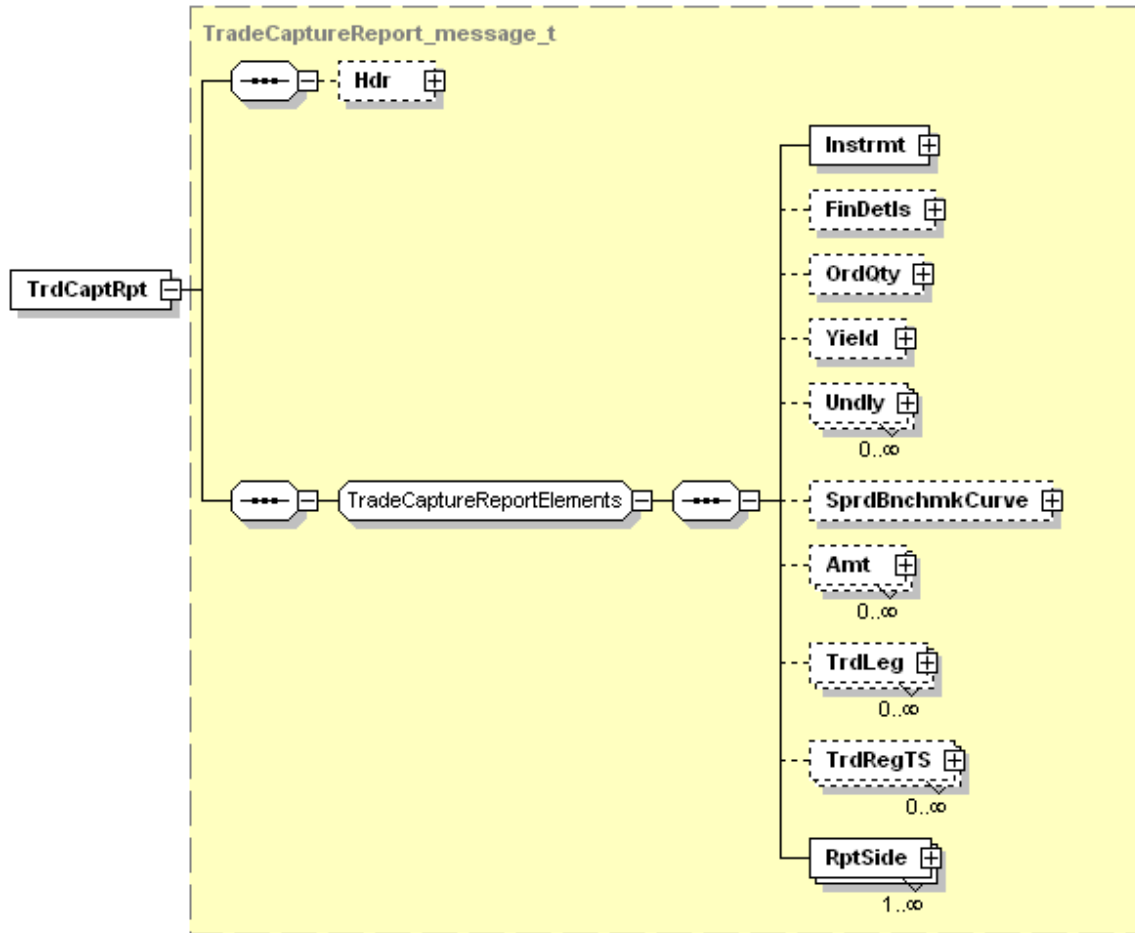 TradeCaptureReport_message_t
Hdr
Instrmt
FinDetls
OrdQty
TrdCaptRpt
Yield
Undly
0..∞
TradeCaptureReportElements
SprdBnchmkCurve
Amt
0..∞
TrdLeg
0..∞
TrdRegTS
0..∞
RptSide
1..∞